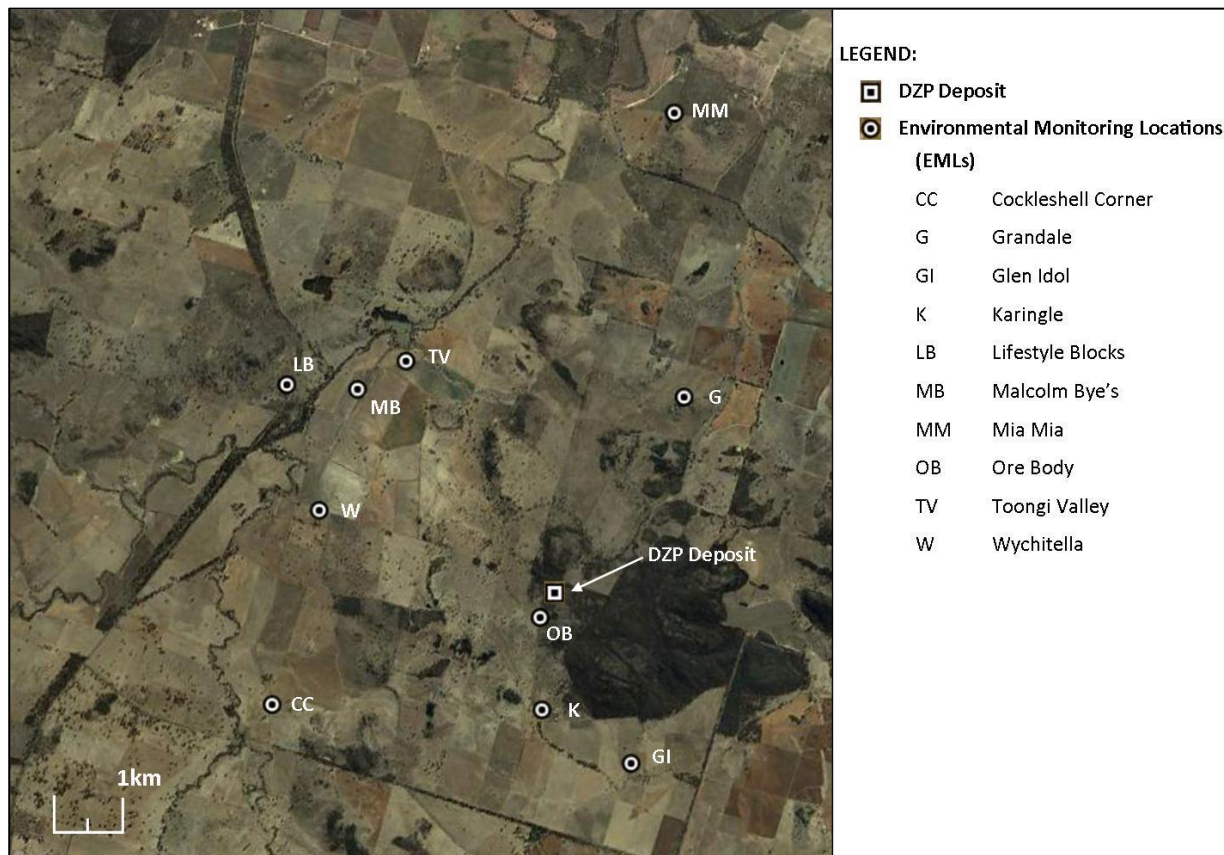 MM
LB
TV
MB
G
W
DZP Deposit
OB
CC
K
GI
1km
LEGEND:
DZP Deposit
Environmental Monitoring Locations
(EMLs)
CC Cockleshell Corner
G Grandale
GI Glen Idol
K Karingle
LB Lifestyle Blocks
MB Malcolm Bye's
MM Mia Mia
OB Ore Body
TV Toongi Valley
W Wychitella